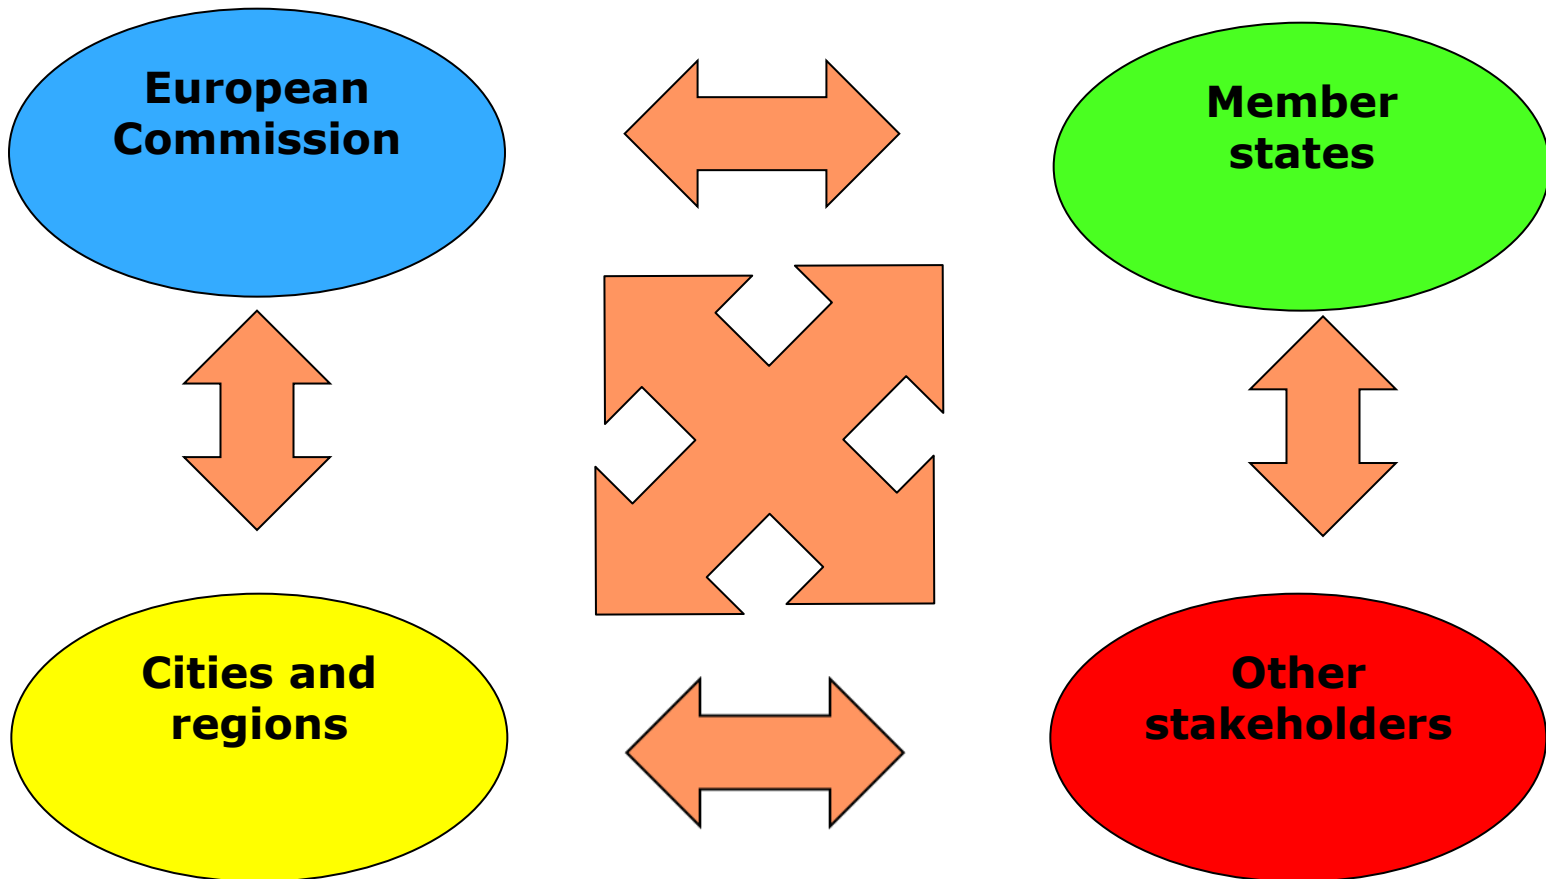 European
Commission
Member
states
Cities and
regions
Other
stakeholders